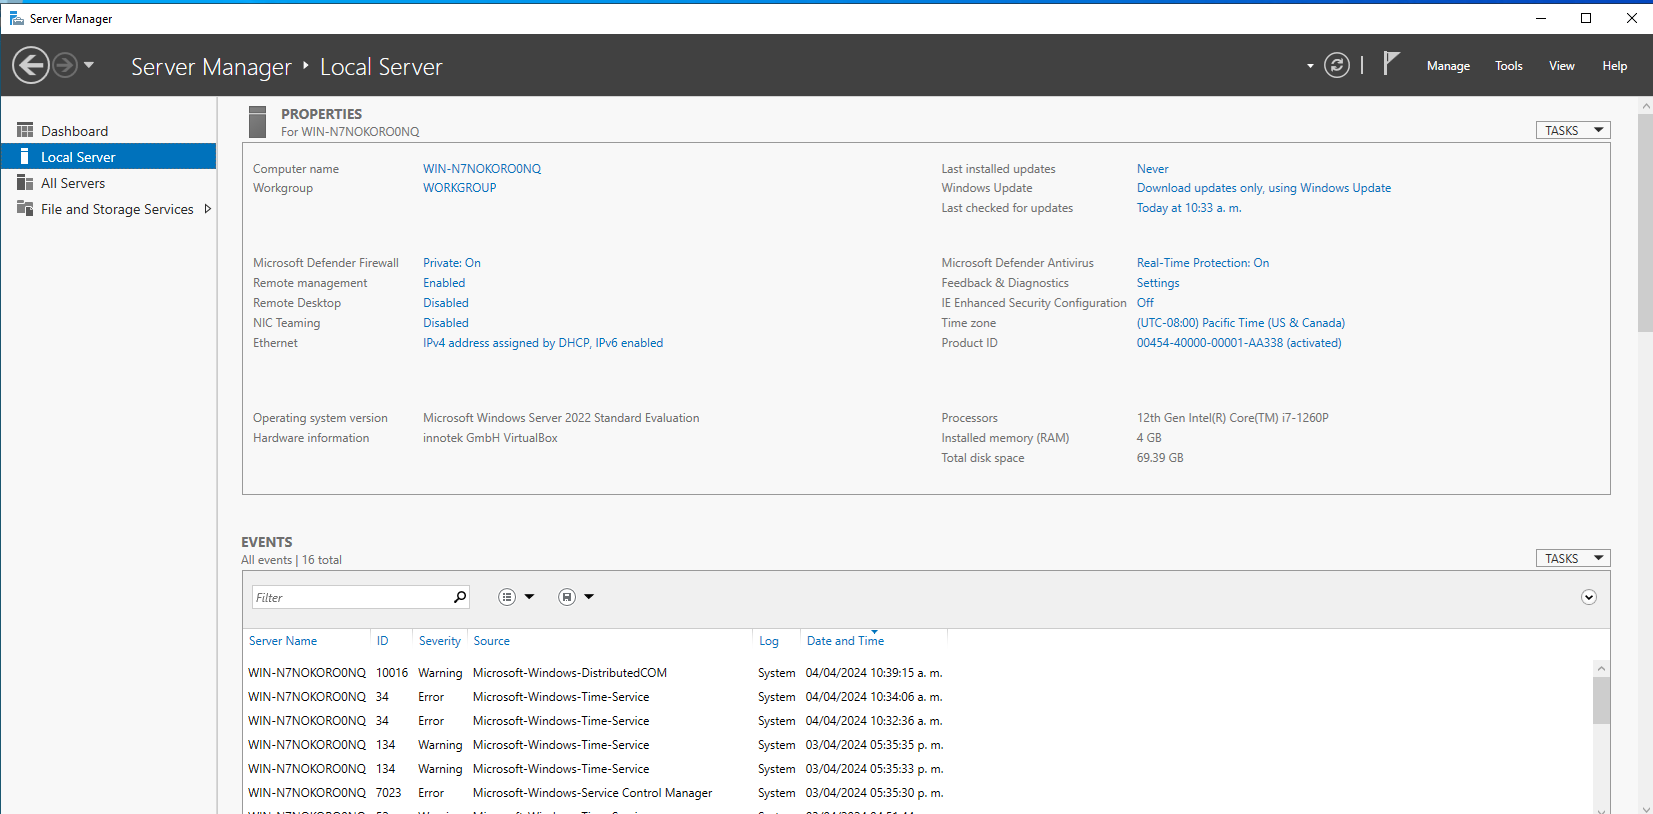 Server Manager
Server Manager ‣ Local Server
Manage Tools View Help
Dashboard
Local Server
All Servers
File and Storage Services
PROPERTIES
For WIN-N7NOKORO0NQ
TASKS
Computer name WIN-N7NOKORO0NQ
Workgroup WORKGROUP
Last installed updates Never
Windows Update Download updates only, using Windows Update
Last checked for updates Today at 10:33 a. m.
Microsoft Defender Firewall Private: On
Remote management Enabled
Remote Desktop Disabled
NIC Teaming Disabled
Ethernet IPv4 address assigned by DHCP, IPv6 enabled
Microsoft Defender Antivirus Real-Time Protection: On
Feedback & Diagnostics Settings
IE Enhanced Security Configuration Off
Time zone (UTC-08:00) Pacific Time (US & Canada)
Product ID 00454-40000-00001-AA338 (activated)
Operating system version Microsoft Windows Server 2022 Standard Evaluation
Hardware information innotek GmbH VirtualBox
Processors 12th Gen Intel(R) Core(TM) i7-1260P
Installed memory (RAM) 4 GB
Total disk space 69.39 GB
EVENTS
All events | 16 total
TASKS
Filter
Server Name ID Severity Source Log Date and Time
WIN-N7NOKORO0NQ 10016 Warning Microsoft-Windows-DistributedCOM System 04/04/2024 10:39:15 a. m.
WIN-N7NOKORO0NQ 34 Error Microsoft-Windows-Time-Service System 04/04/2024 10:34:06 a. m.
WIN-N7NOKORO0NQ 34 Error Microsoft-Windows-Time-Service System 04/04/2024 10:32:36 a. m.
WIN-N7NOKORO0NQ 134 Warning Microsoft-Windows-Time-Service System 03/04/2024 05:35:35 p. m.
WIN-N7NOKORO0NQ 134 Warning Microsoft-Windows-Time-Service System 03/04/2024 05:35:33 p. m.
WIN-N7NOKORO0NQ 7023 Error Microsoft-Windows-Service Control Manager System 03/04/2024 05:35:30 p. m.